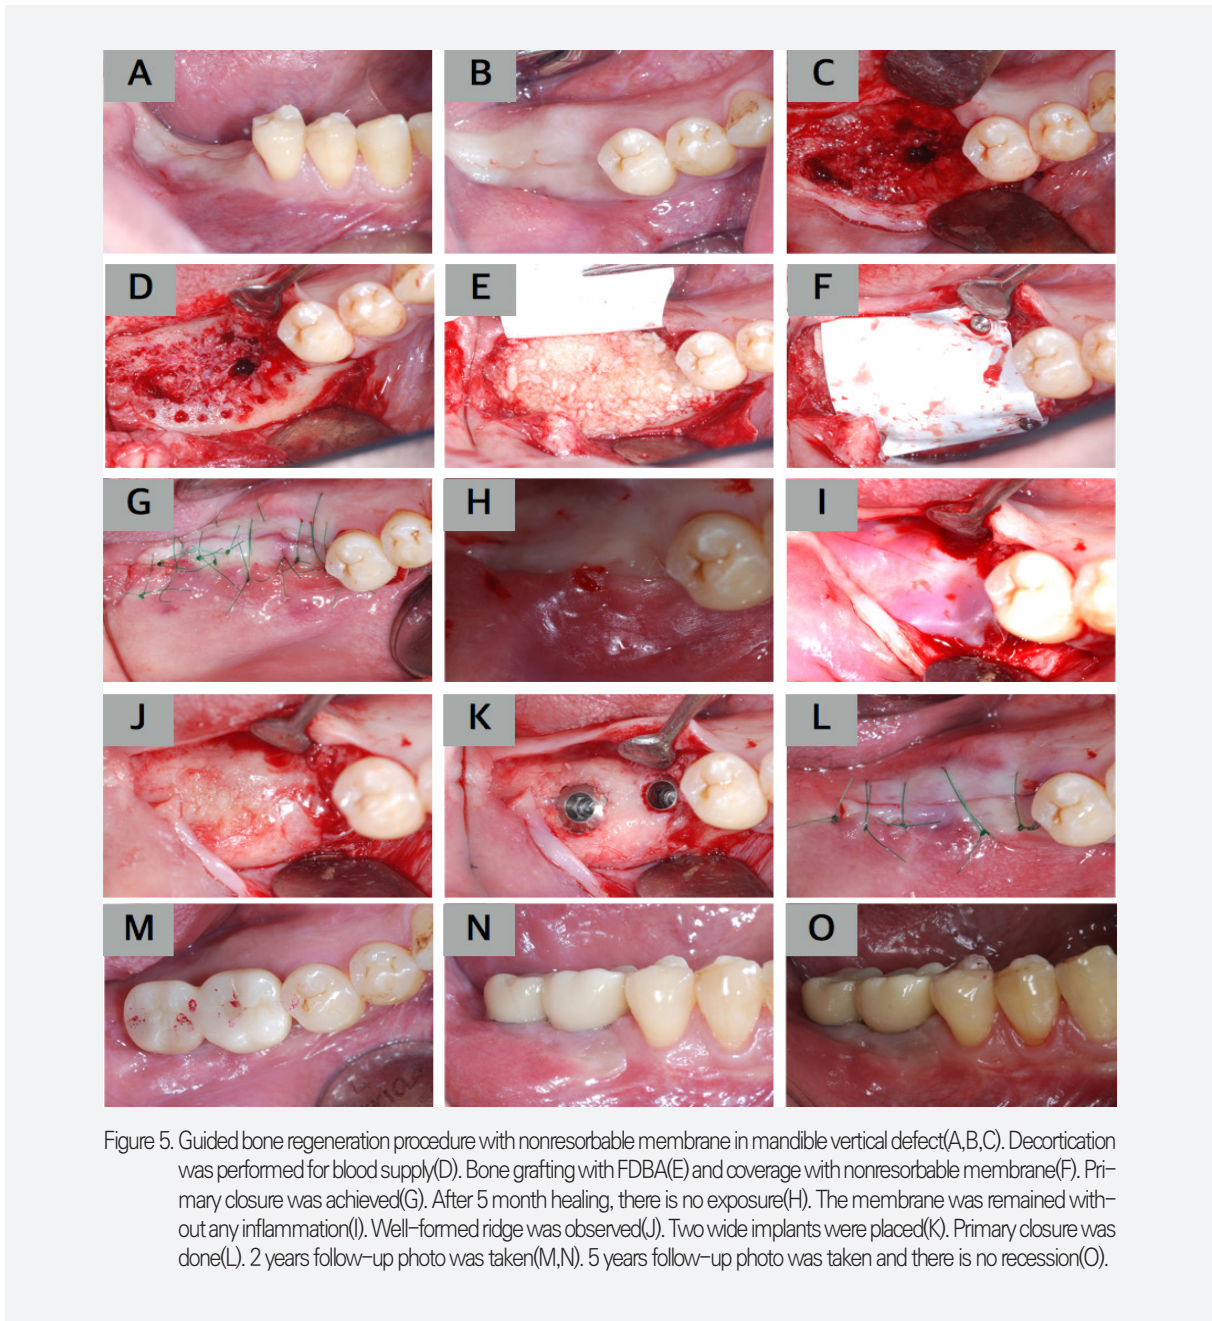 A
B
C
D
E
F
G
H
I
J
K
L
M
N
O
Figure 5. Guided bone regeneration procedure with nonresorbable membrane in mandible vertical defect(A,B,C). Decortication
was performed for blood supply(D). Bone grafting with FDBA(E) and coverage with nonresorbable membrane(F). Pri-
mary closure was achieved(G). After 5 month healing, there is no exposure(H). The membrane was remained with-
out any inflammation(I). Well-formed ridge was observed(J). Two wide implants were placed(K). Primary closure was
done(L). 2 years follow-up photo was taken(M,N). 5 years follow-up photo was taken and there is no recession(O).